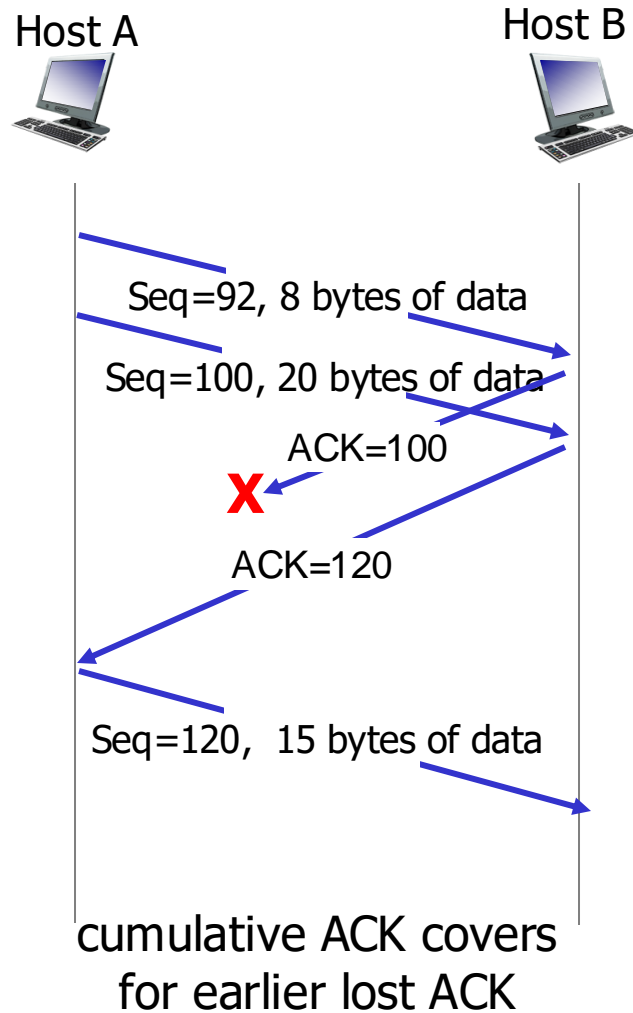 Host A
Host B
Seq=92, 8 bytes of data
Seq=100, 20 bytes of data
ACK=100
X
ACK=120
Seq=120,  15 bytes of data
cumulative ACK covers
for earlier lost ACK